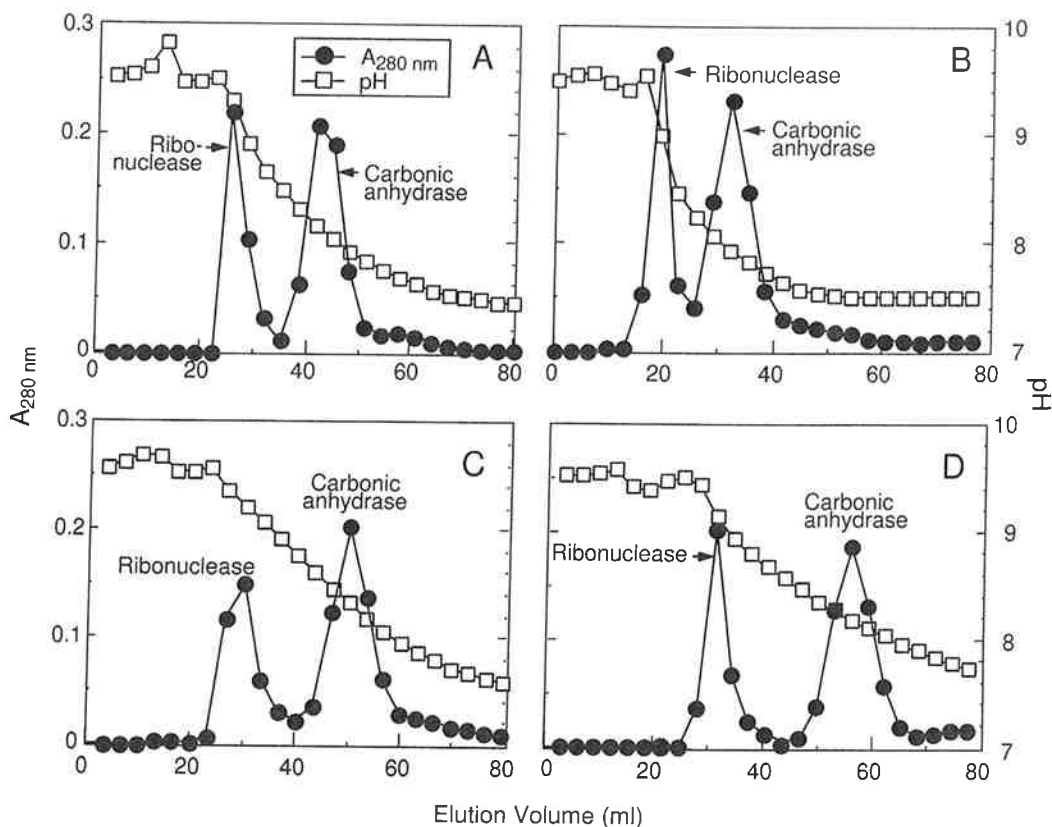 0.3
A280 nm
pH
A
0.2
Ribo-
nuclease
Carbonic
anhydrase
0.1
0
0 20 40 60 80
10
B
Ribonuclease
9
Carbonic
anhydrase
8
7
0 20 40 60 80
A280 nm
pH
0.3
C
Carbonic
anhydrase
0.2
Ribonuclease
0.1
0
0 20 40 60 80
10
D
Carbonic
anhydrase
9
Ribonuclease
8
7
0 20 40 60 80
Elution Volume (ml)